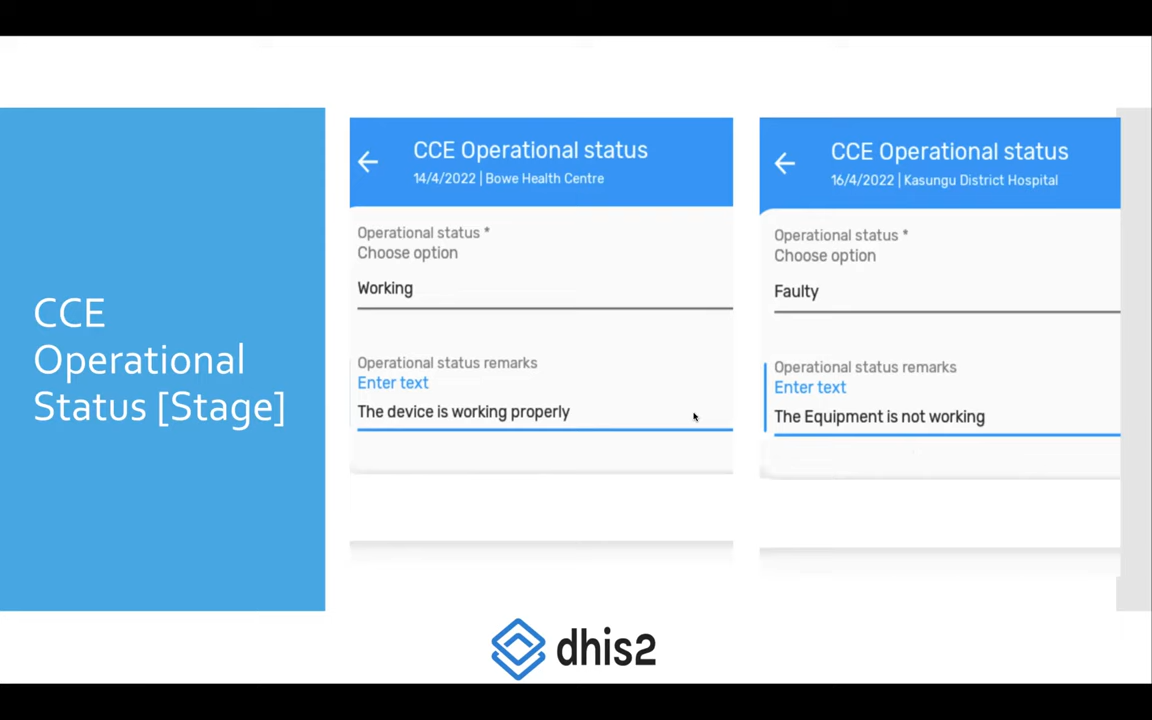 CCE
Operational
Status [Stage]
CCE Operational status
14/4/2022 | Bowe Health Centre
Operational status *
Choose option
Working
Operational status remarks
Enter text
The device is working properly
CCE Operational status
16/4/2022 | Kasungu District Hospital
Operational status *
Choose option
Faulty
Operational status remarks
Enter text
The Equipment is not working
dhis2